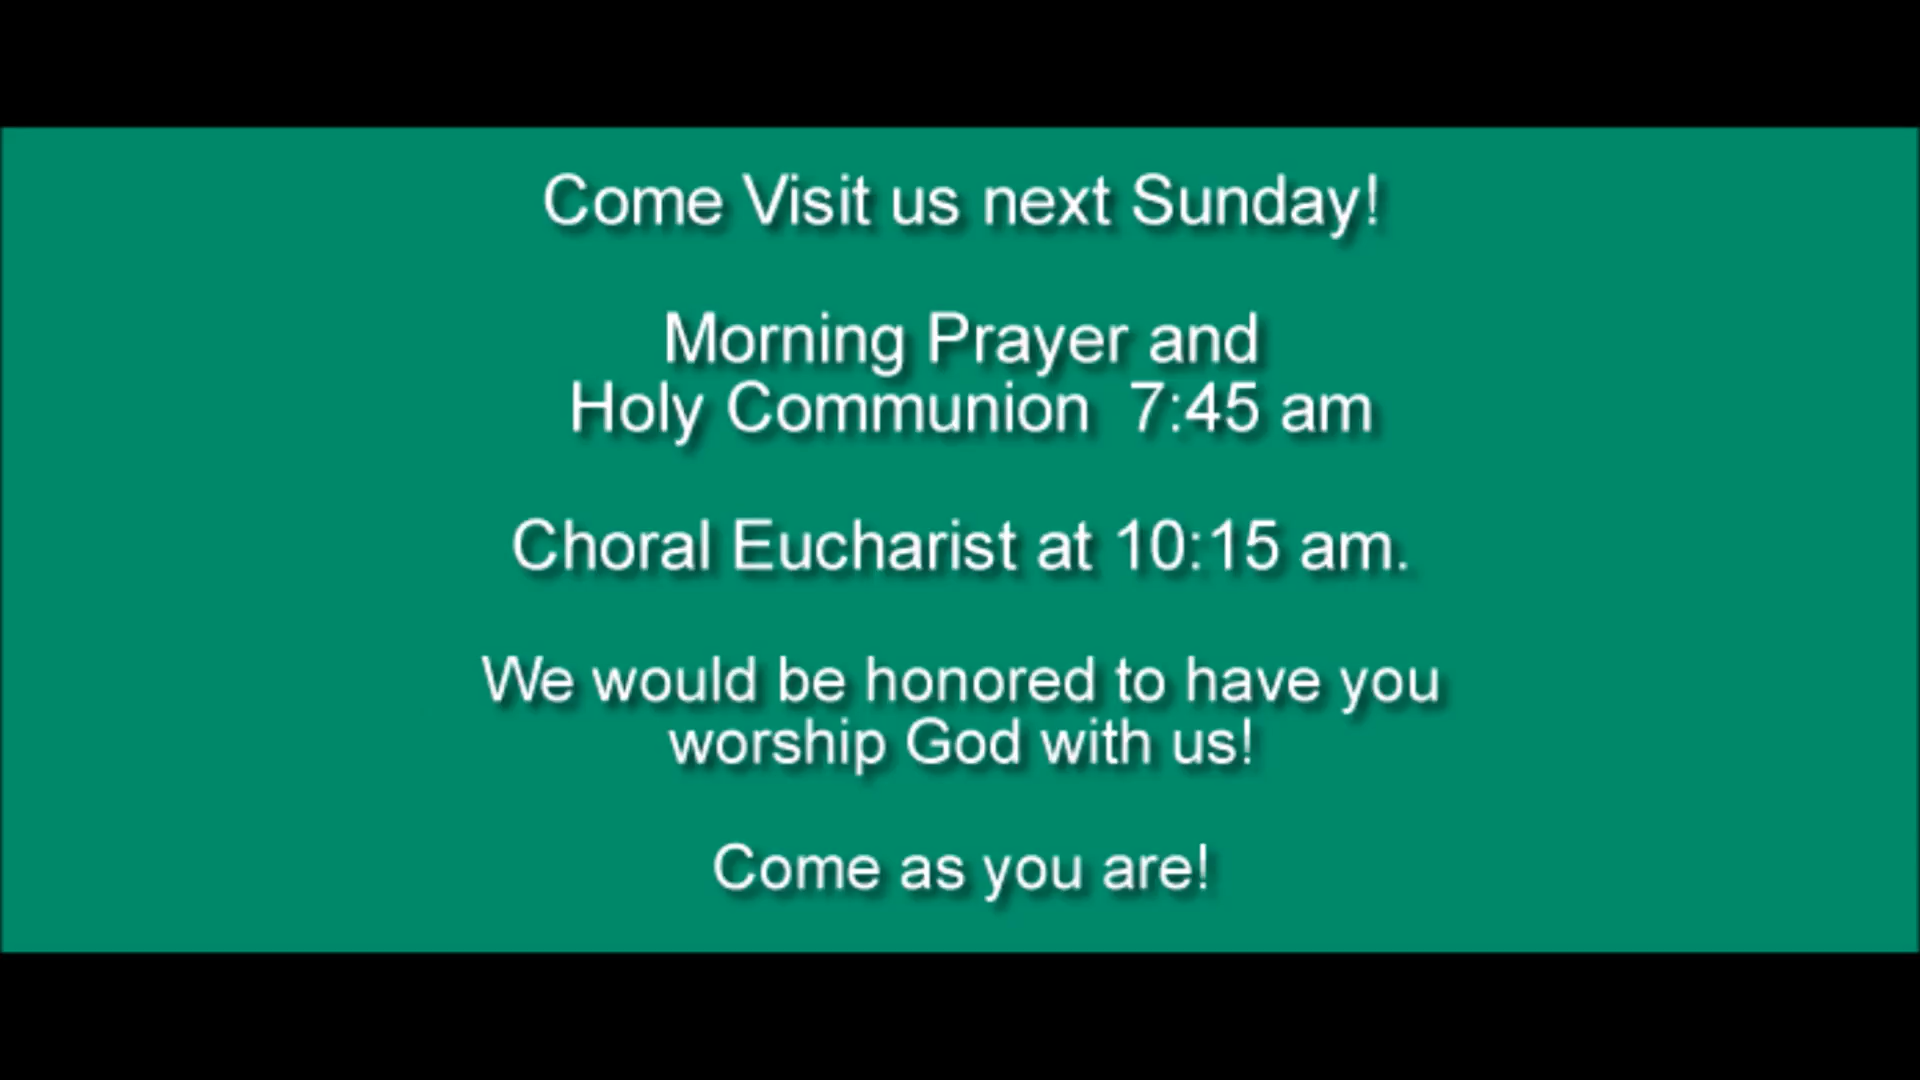 Come Visit us next Sunday!
Morning Prayer and
Holy Communion  7:45 am
Choral Eucharist at 10:15 am.
We would be honored to have you
worship God with us!
Come as you are!